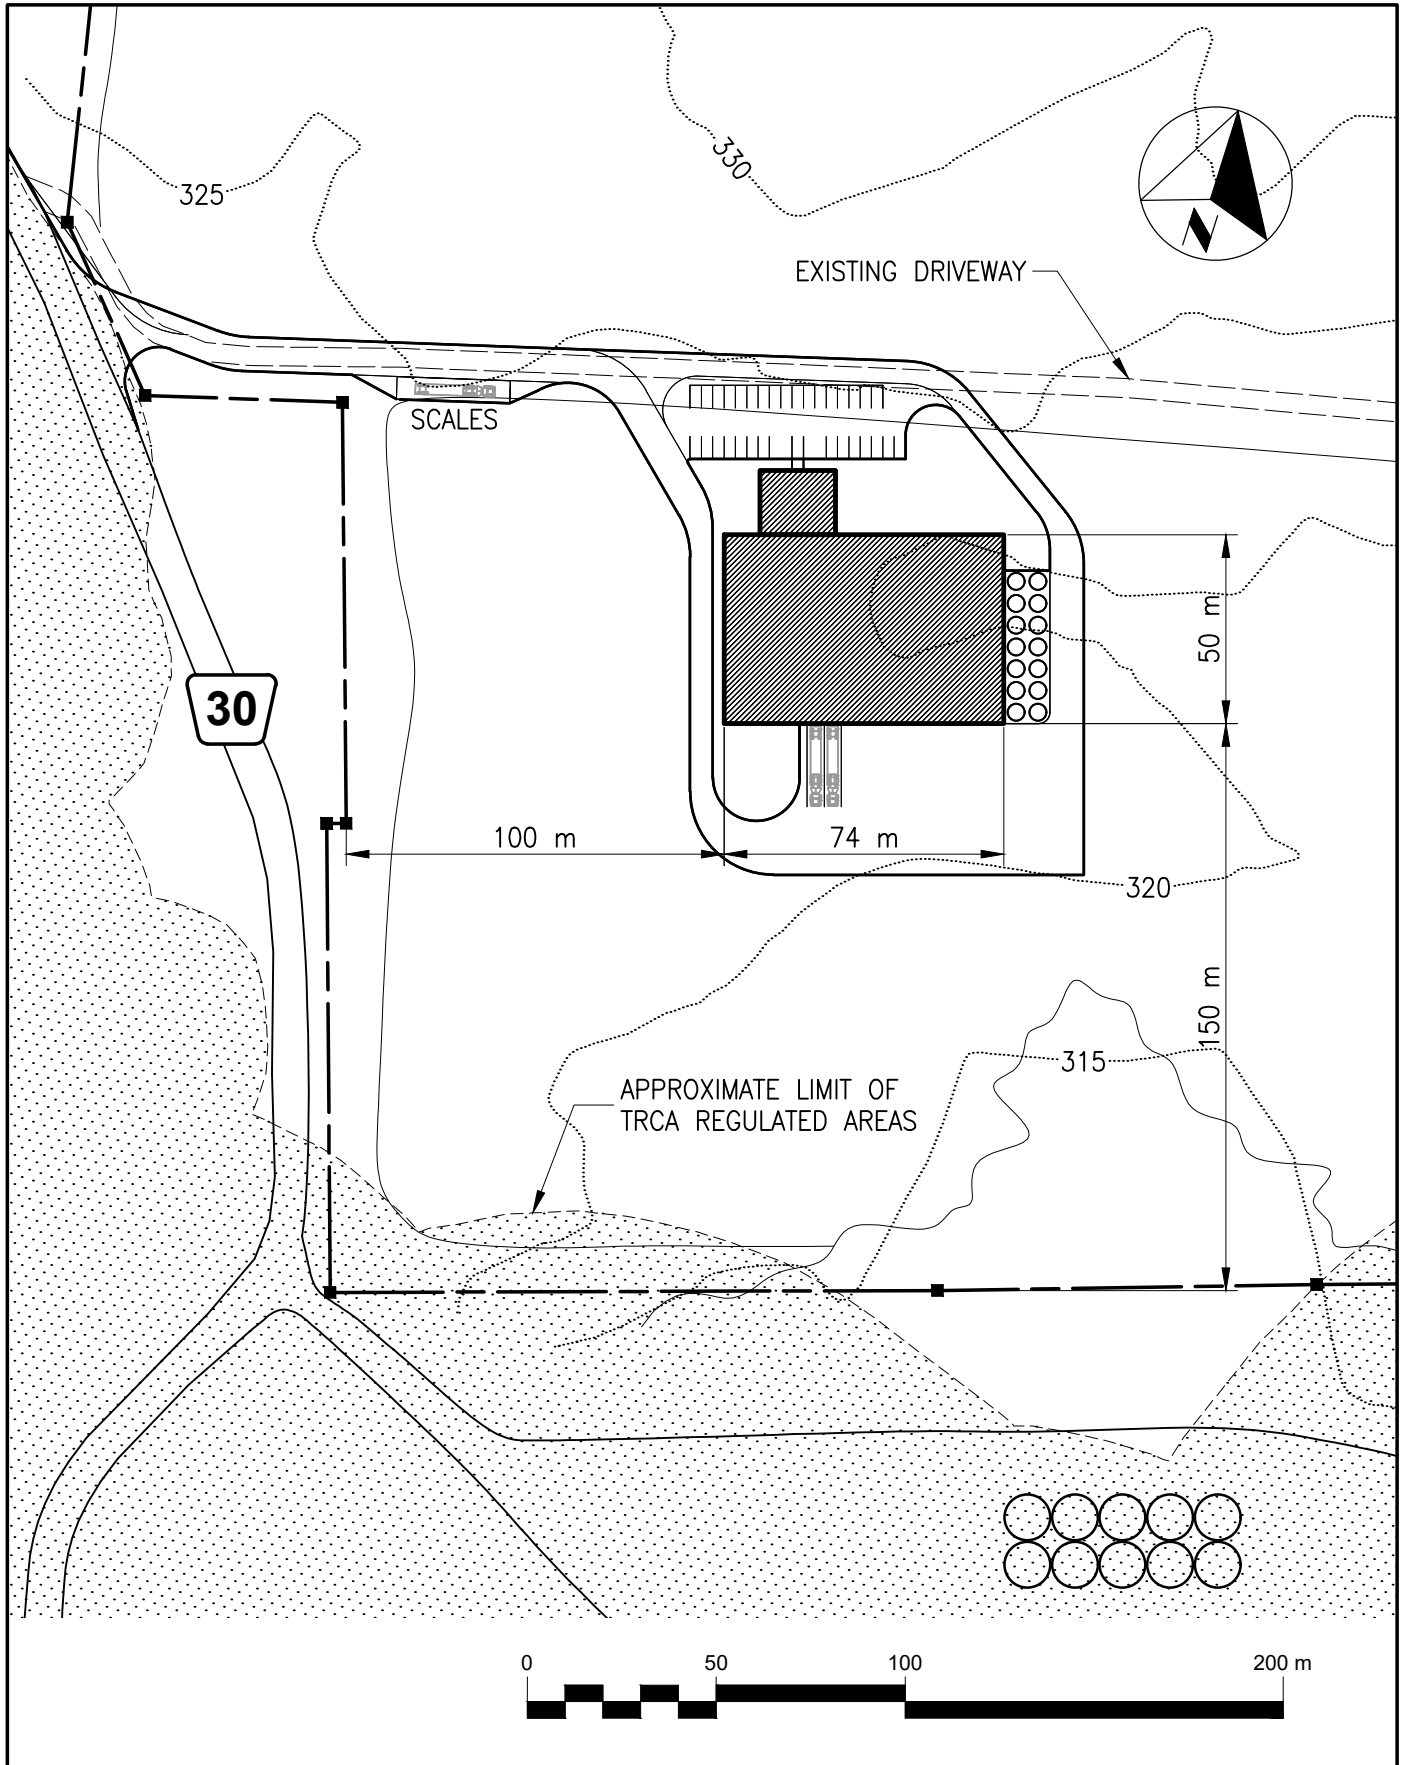 330
325
N
EXISTING DRIVEWAY
SCALES
50 m
30
100 m
74 m
320
150 m
315
APPROXIMATE LIMIT OF
TRCA REGULATED AREAS
0 50 100 200 m